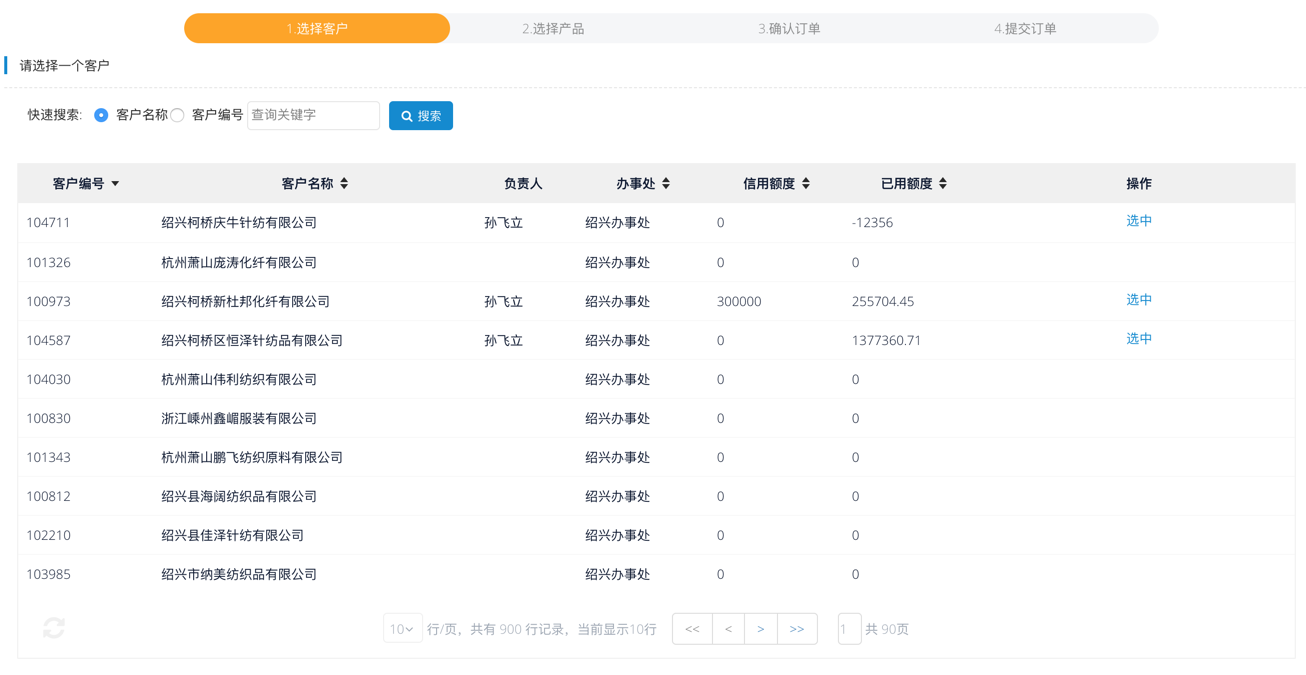 1.选择客户 2.选择产品 3.确认订单 4.提交订单
请选择一个客户
快速搜索: 客户名称 客户编号 查询关键字 搜索
客户编号 客户名称 负责人 办事处 信用额度 已用额度 操作
104711 绍兴柯桥庆牛针纺有限公司 孙飞立 绍兴办事处 0 -12356 选中
101326 杭州萧山庞涛化纤有限公司 绍兴办事处 0 0
100973 绍兴柯桥新杜邦化纤有限公司 孙飞立 绍兴办事处 300000 255704.45 选中
104587 绍兴柯桥区恒泽针纺品有限公司 孙飞立 绍兴办事处 0 1377360.71 选中
104030 杭州萧山伟利纺织有限公司 绍兴办事处 0 0
100830 浙江嵊州鑫嵋服装有限公司 绍兴办事处 0 0
101343 杭州萧山鹏飞纺织原料有限公司 绍兴办事处 0 0
100812 绍兴县海阔纺织品有限公司 绍兴办事处 0 0
102210 绍兴县佳泽针纺有限公司 绍兴办事处 0 0
103985 绍兴市纳美纺织品有限公司 绍兴办事处 0 0
10 行/页，共有 900 行记录，当前显示10行 << < > >> 1 共 90页